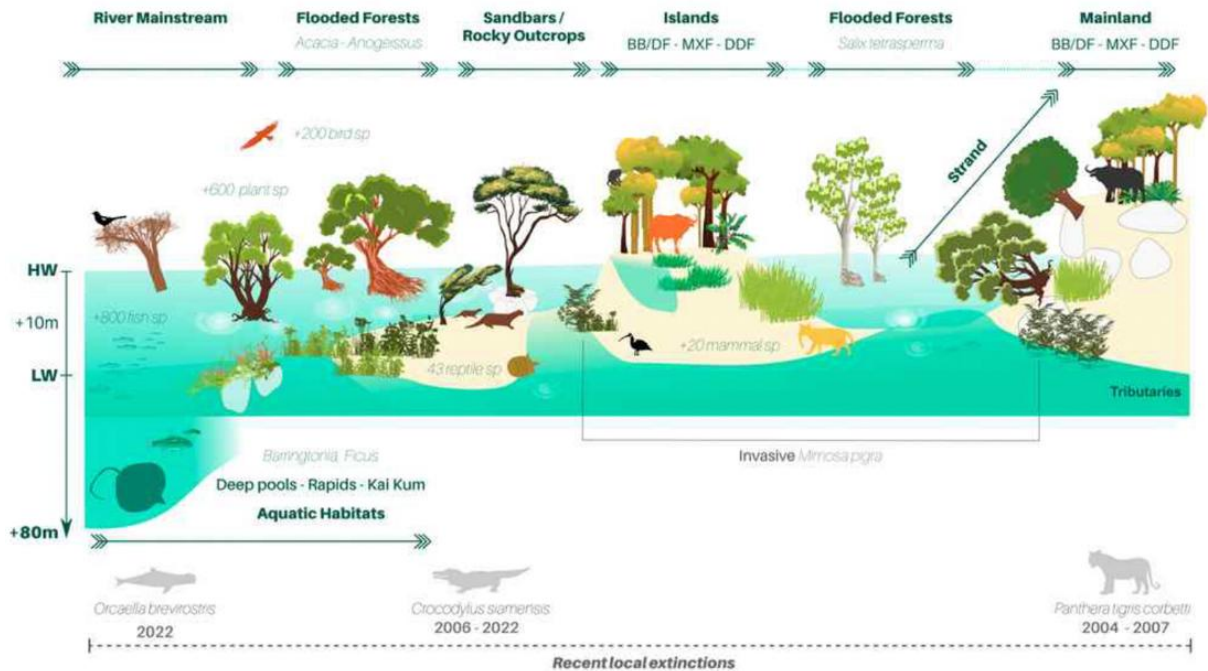 River Mainstream
Flooded Forests
Acacia - Anogeissus
Sandbars /
Rocky Outcrops
Islands
BB/DF - MXF - DDF
Flooded Forests
Salix tetrasperma
Mainland
BB/DF - MXF - DDF
+200 bird sp
+600 plant sp
Strand
HW
+800 fish sp
+10m
+20 mammal sp
43 reptile sp
LW
Tributaries
Barringtonia, Ficus
Invasive Mimosa pigra
Deep pools - Rapids - Kai Kum
Aquatic Habitats
+80m
Orcaella brevirostris
2022
Crocodylus siamensis
2006 - 2022
Panthera tigris corbetti
2004 - 2007
Recent local extinctions